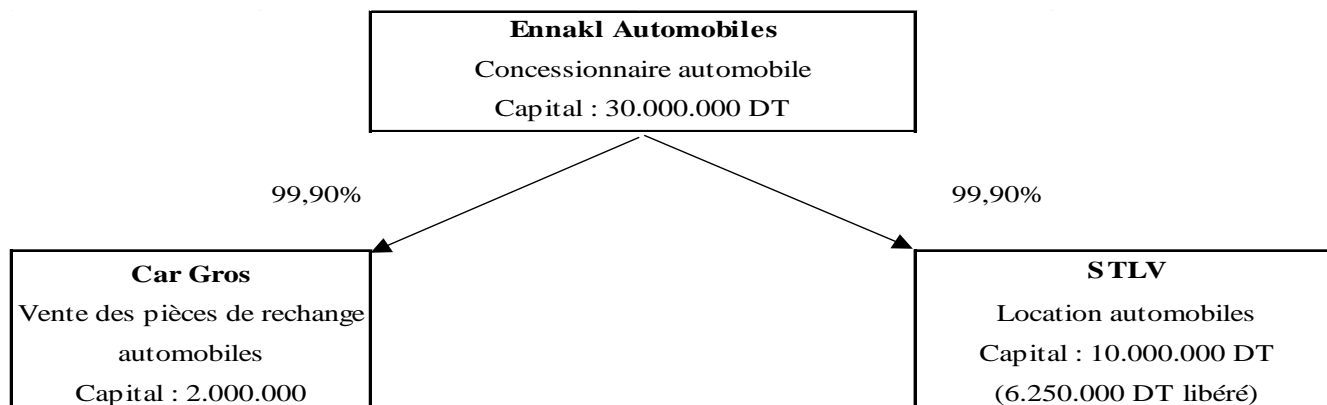 Ennakl Automobiles
Concessionnaire automobile
Capital : 30.000.000 DT
99,90%
99,90%
Car Gros
Vente des pièces de rechange
automobiles
Capital : 2.000.000
STLV
Location automobiles
Capital : 10.000.000 DT
(6.250.000 DT libéré)